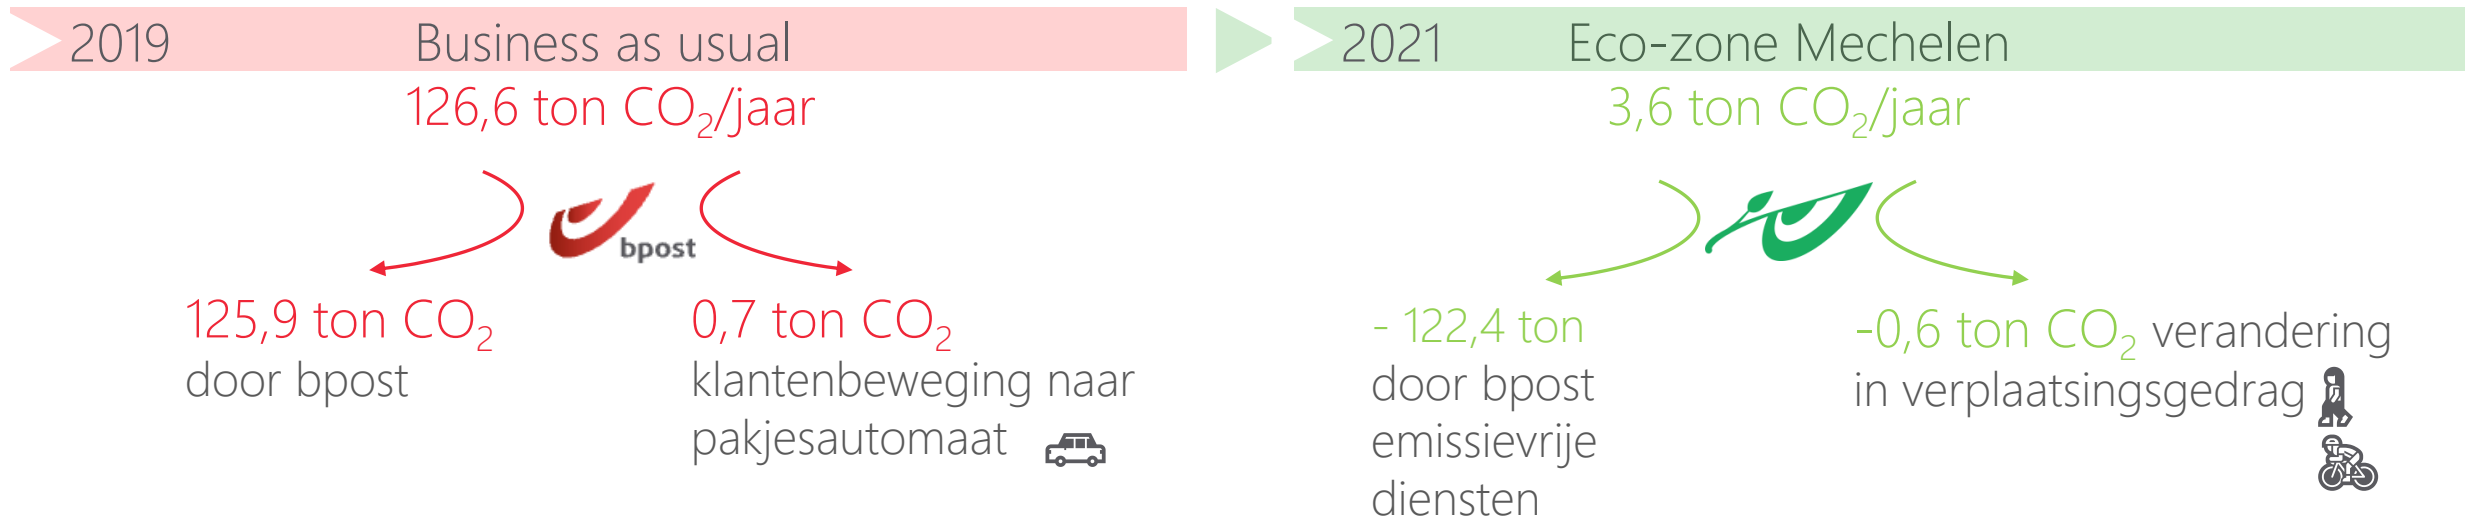 2019 Business as usual
126,6 ton CO₂/jaar
bpost
125,9 ton CO₂
door bpost
0,7 ton CO₂
klantenbeweging naar
pakjesautomaat
2021 Eco-zone Mechelen
3,6 ton CO₂/jaar
- 122,4 ton
door bpost
emissievrije
diensten
-0,6 ton CO₂ verandering
in verplaatsingsgedrag